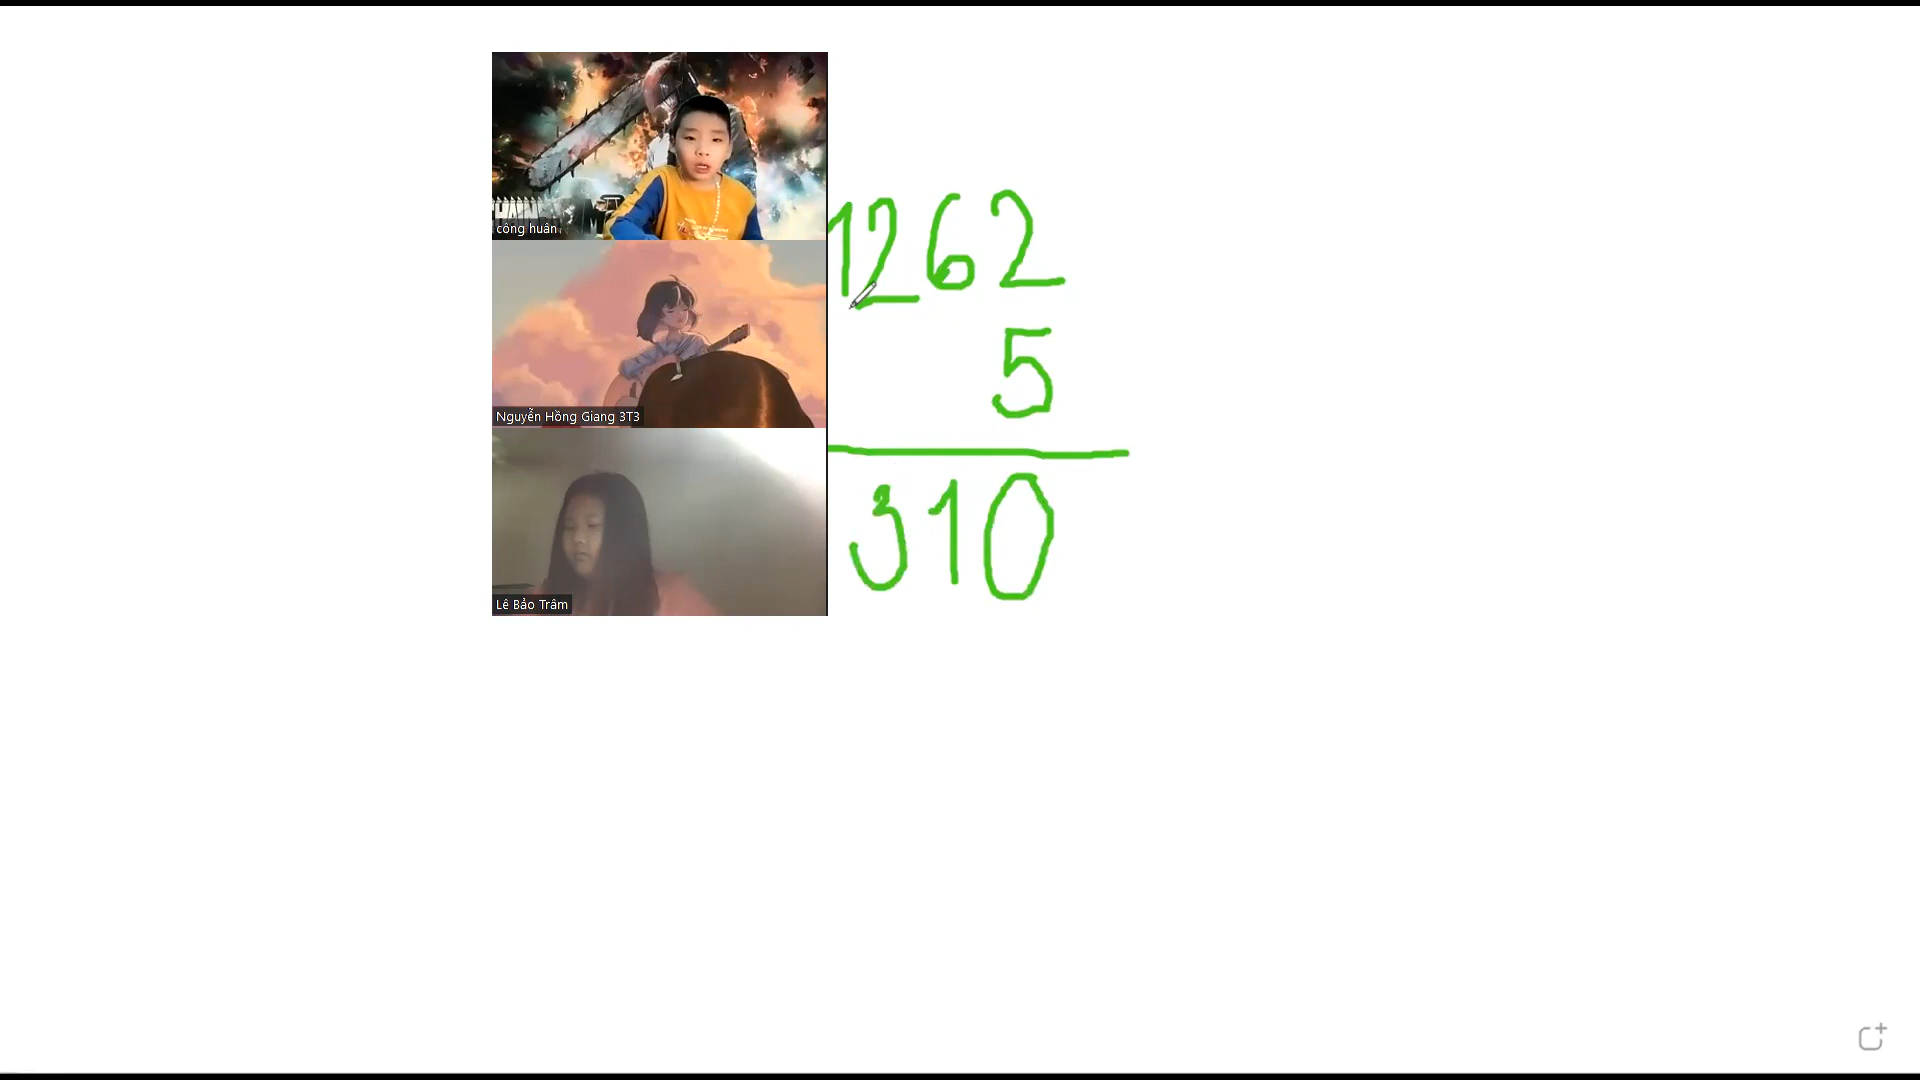 công huân
Nguyễn Hồng Giang 3T3
Lê Bảo Trâm
1262
5
310